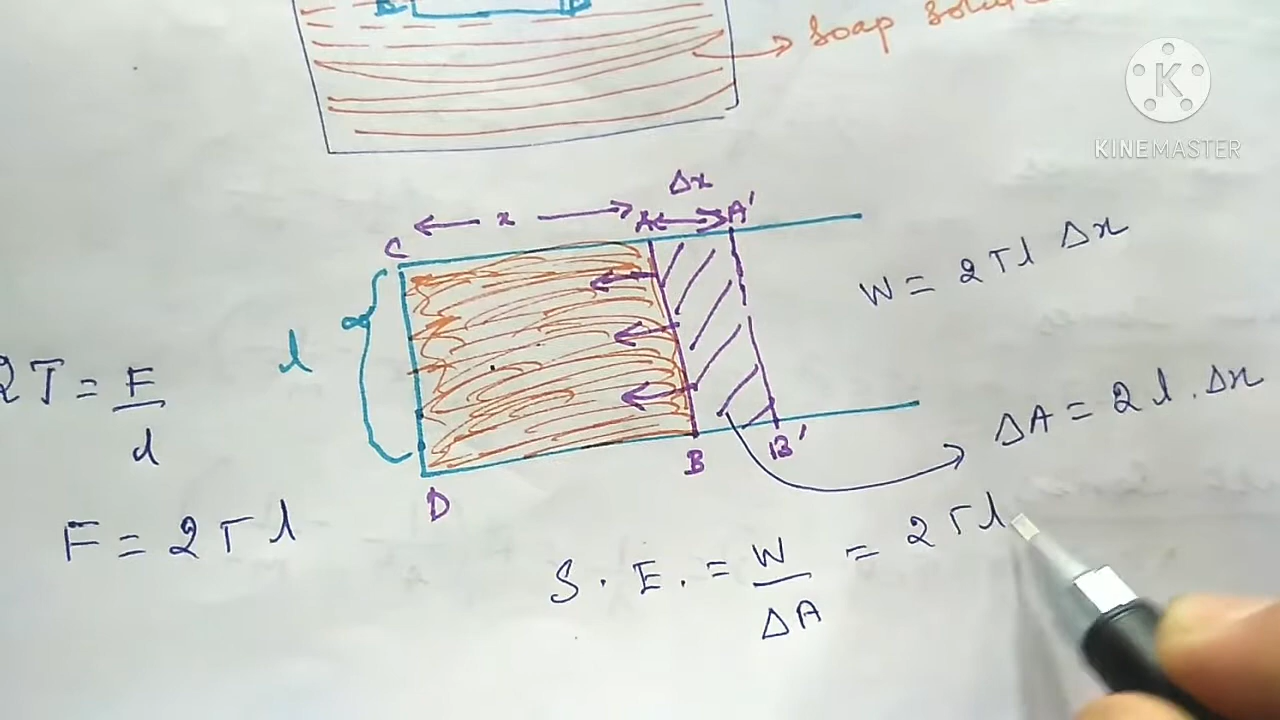 soap solu
K
KINEMASTER
Δx
x
C
A
A'
W = 2Tl Δx
l
2T = F/l
ΔA = 2l . Δx
B
B'
D
F = 2Tl
S . E . = W/ΔA = 2Tl